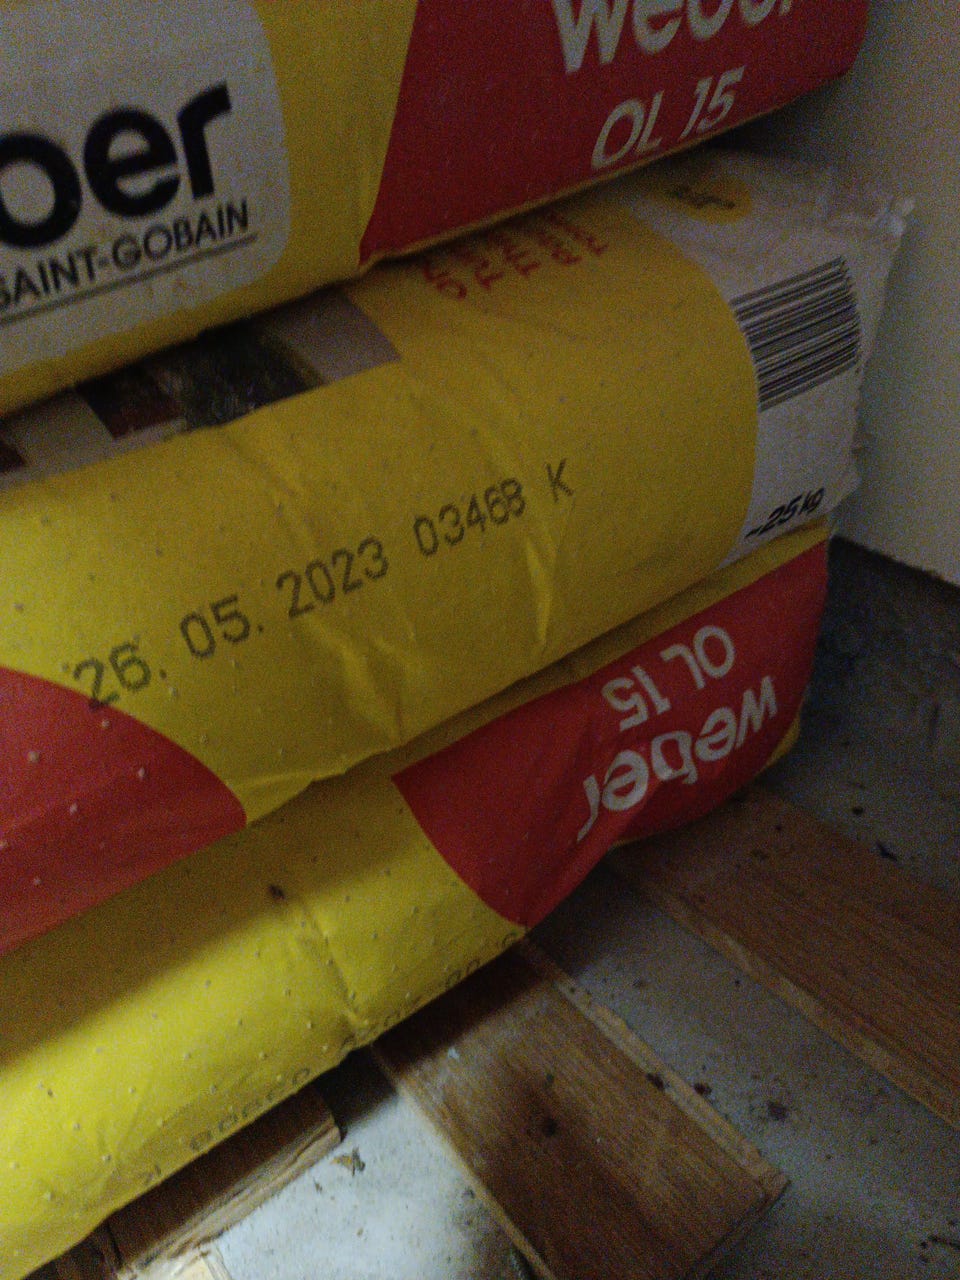 weber
OL 15
ber
SAINT-GOBAIN
~25 kg
26. 05. 2023 03468 K
OL 15
weber